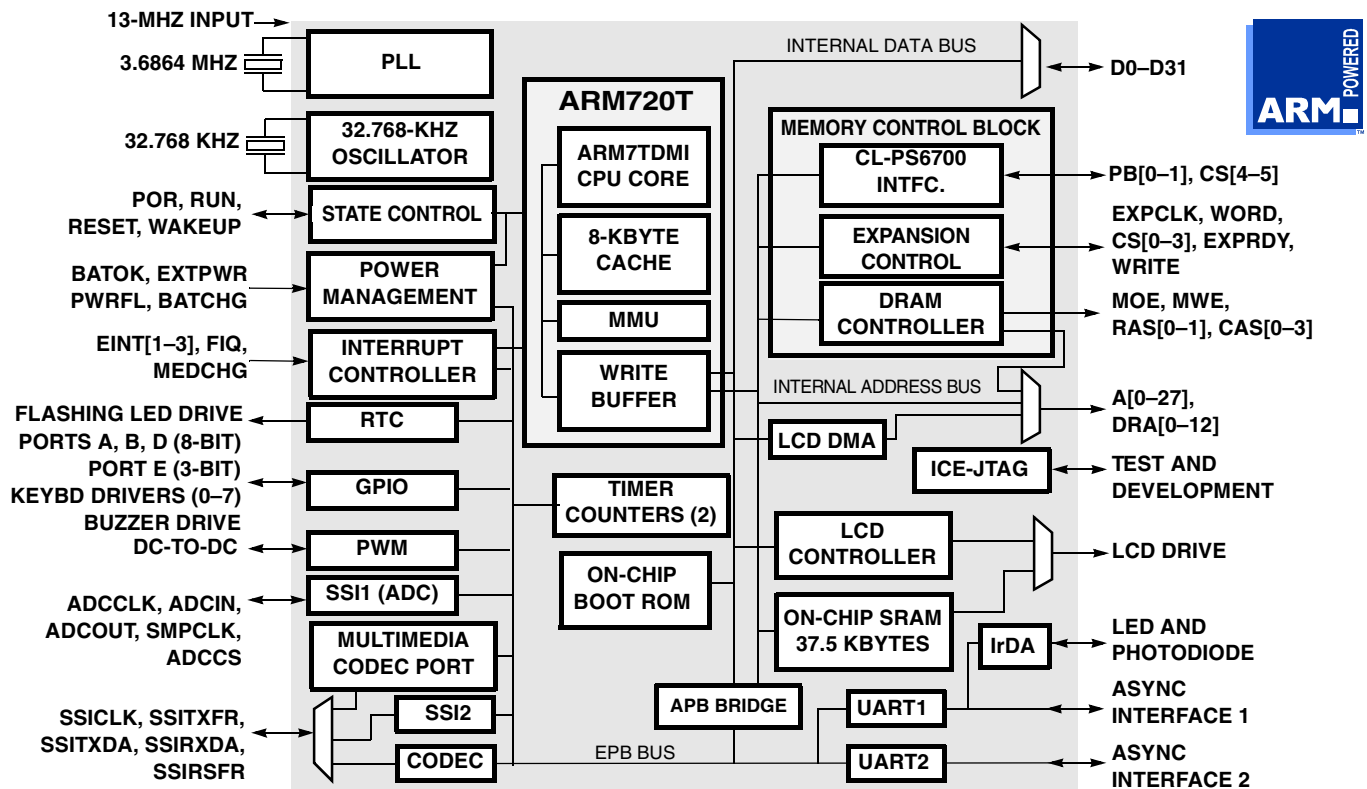 13-MHZ INPUT
3.6864 MHZ
PLL
32.768 KHZ
32.768-KHZ
OSCILLATOR
POR, RUN,
RESET, WAKEUP
STATE CONTROL
BATOK, EXTPWR
PWRFL, BATCHG
POWER
MANAGEMENT
EINT[1–3], FIQ,
MEDCHG
INTERRUPT
CONTROLLER
FLASHING LED DRIVE
RTC
PORTS A, B, D (8-BIT)
PORT E (3-BIT)
KEYBD DRIVERS (0–7)
BUZZER DRIVE
GPIO
DC-TO-DC
PWM
ADCCLK, ADCIN,
ADCOUT, SMPCLK,
ADCCS
SSI1 (ADC)
MULTIMEDIA
CODEC PORT
SSICLK, SSITXFR,
SSITXDA, SSIRXDA,
SSIRSFR
SSI2
CODEC
ARM720T
ARM7TDMI
CPU CORE
8-KBYTE
CACHE
MMU
WRITE
BUFFER
TIMER
COUNTERS (2)
ON-CHIP
BOOT ROM
EPB BUS
APB BRIDGE
INTERNAL DATA BUS
D0–D31
MEMORY CONTROL BLOCK
CL-PS6700
INTFC.
PB[0–1], CS[4–5]
EXPANSION
CONTROL
EXPCLK, WORD,
CS[0–3], EXPRDY,
WRITE
DRAM
CONTROLLER
MOE, MWE,
RAS[0–1], CAS[0–3]
INTERNAL ADDRESS BUS
A[0–27],
DRA[0–12]
LCD DMA
ICE-JTAG
TEST AND
DEVELOPMENT
LCD
CONTROLLER
LCD DRIVE
ON-CHIP SRAM
37.5 KBYTES
IrDA
LED AND
PHOTODIODE
UART1
ASYNC
INTERFACE 1
UART2
ASYNC
INTERFACE 2
ARM
POWERED
TM